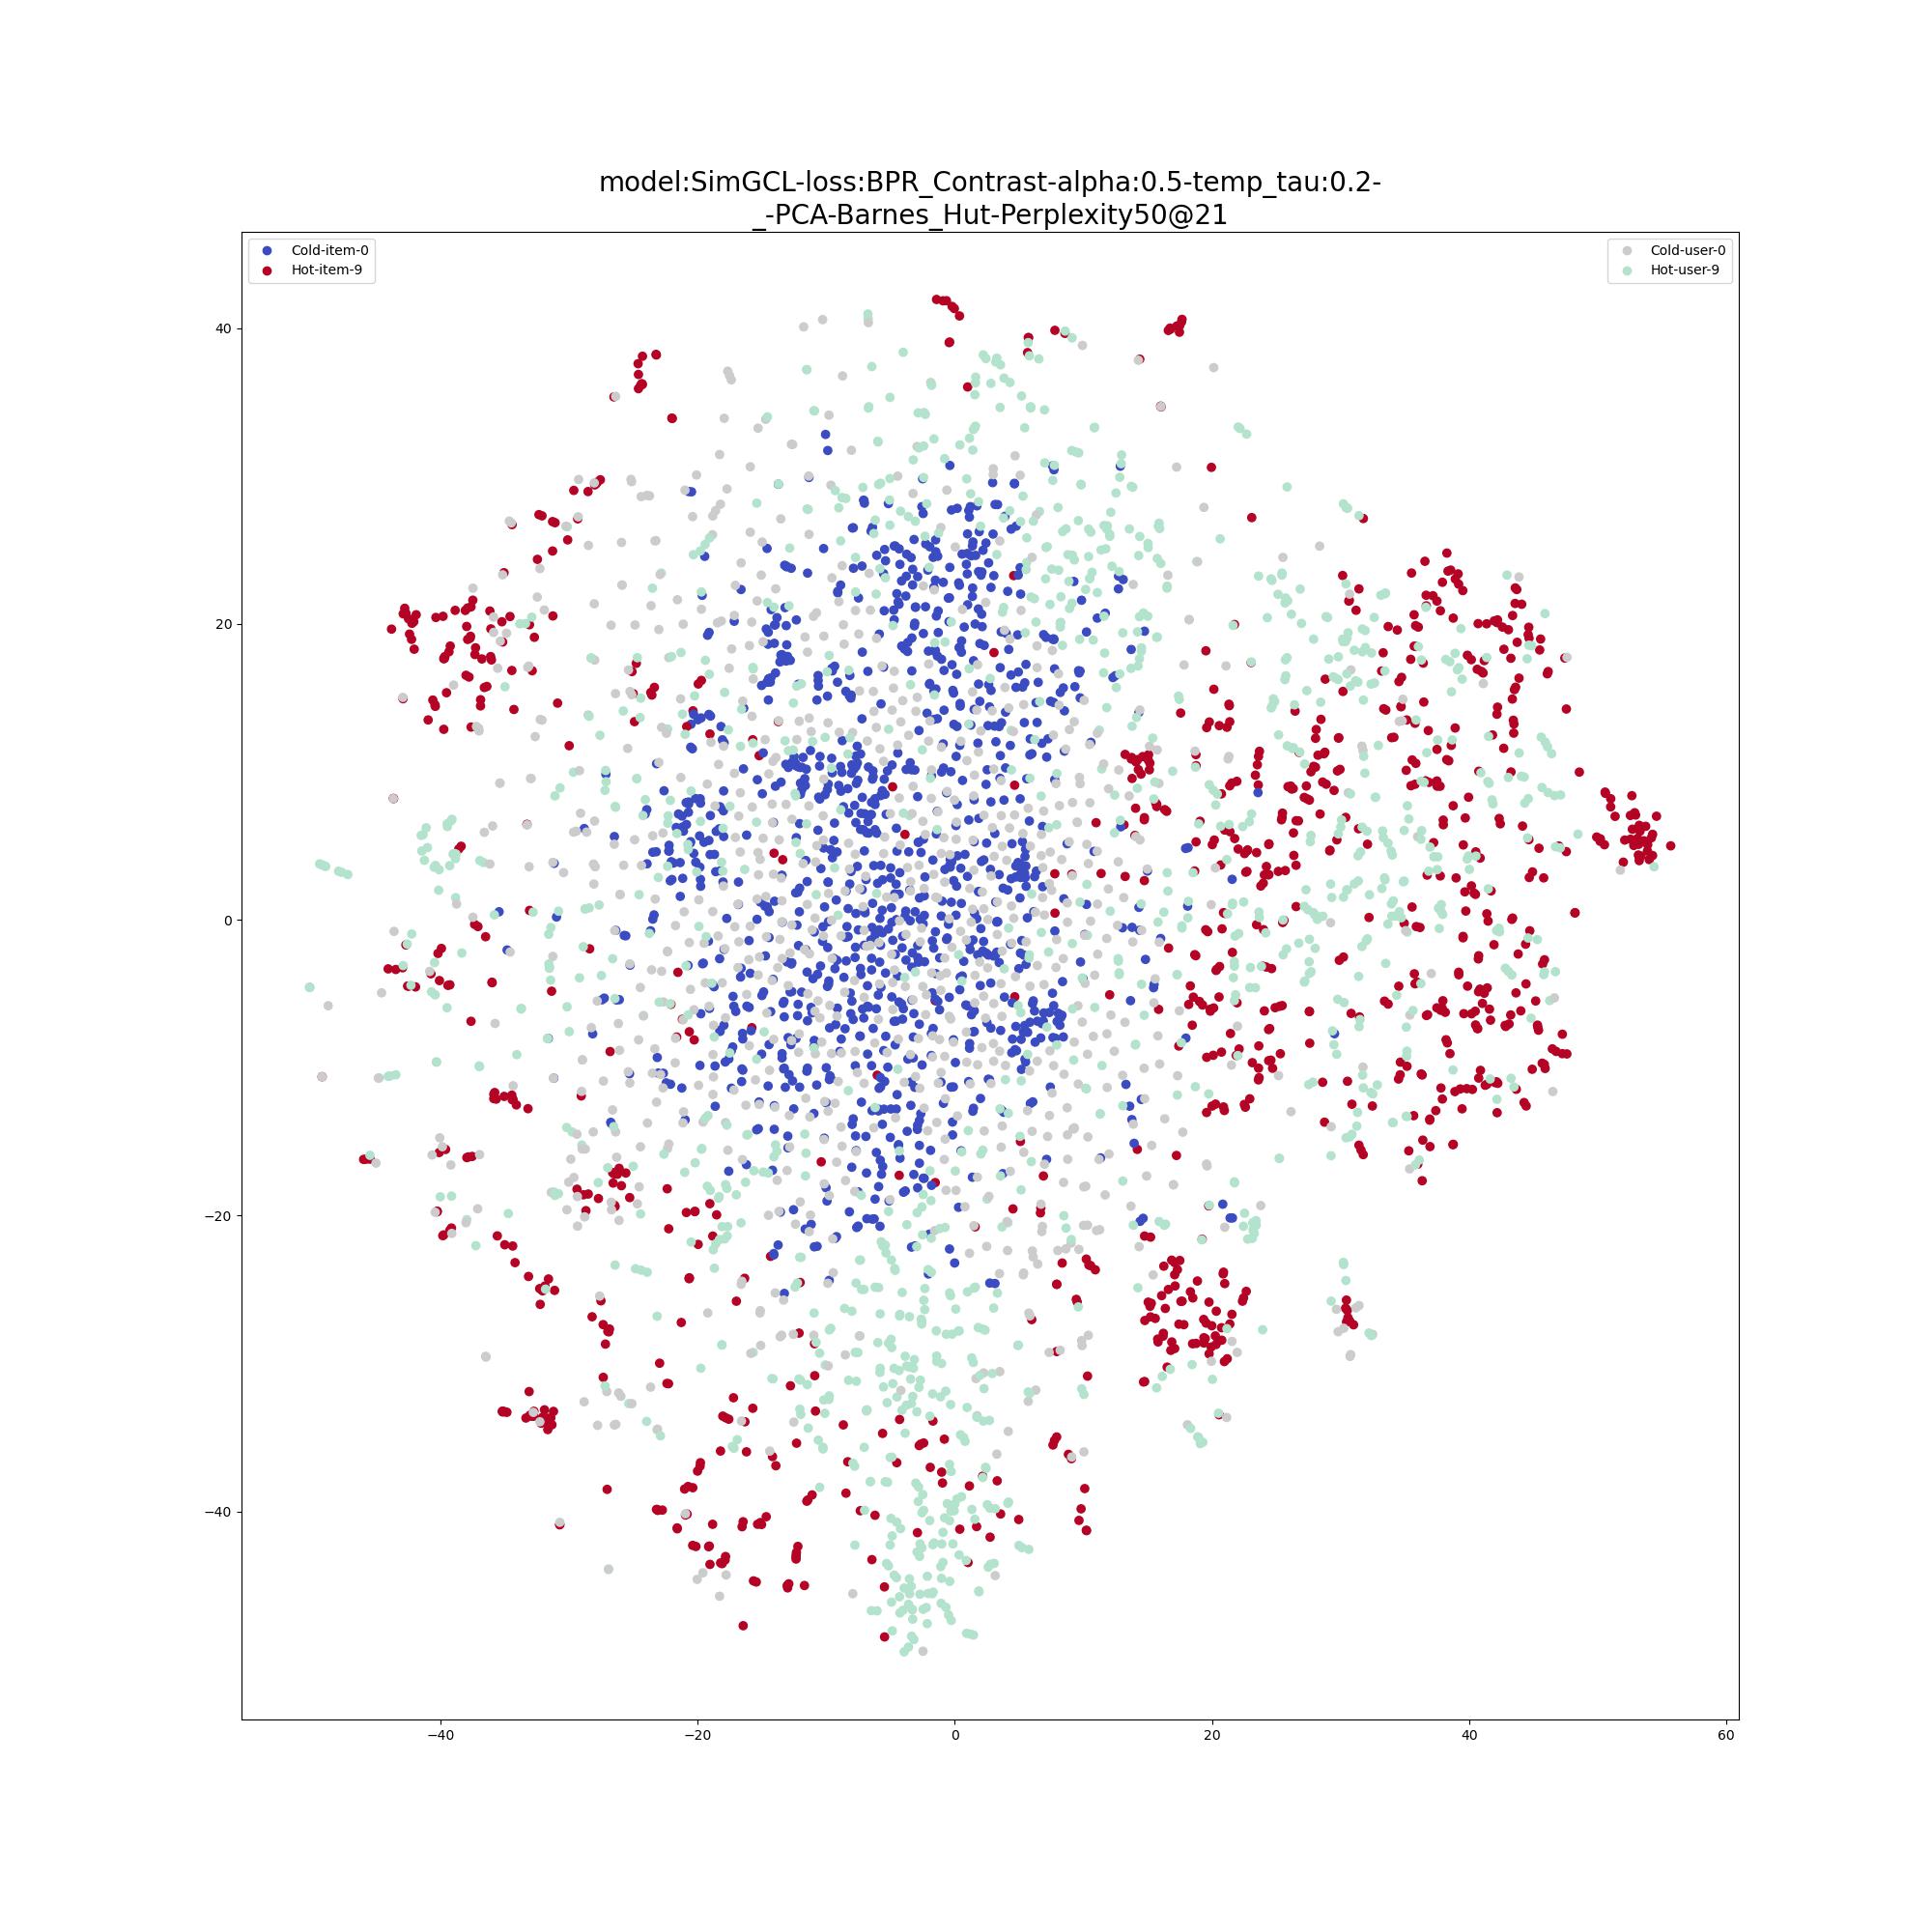 model:SimGCL-loss:BPR_Contrast-alpha:0.5-temp_tau:0.2-
_-PCA-Barnes_Hut-Perplexity50@21
Cold-item-0
Hot-item-9
Cold-user-0
Hot-user-9
40
20
0
−20
−40
−40
−20
0
20
40
60